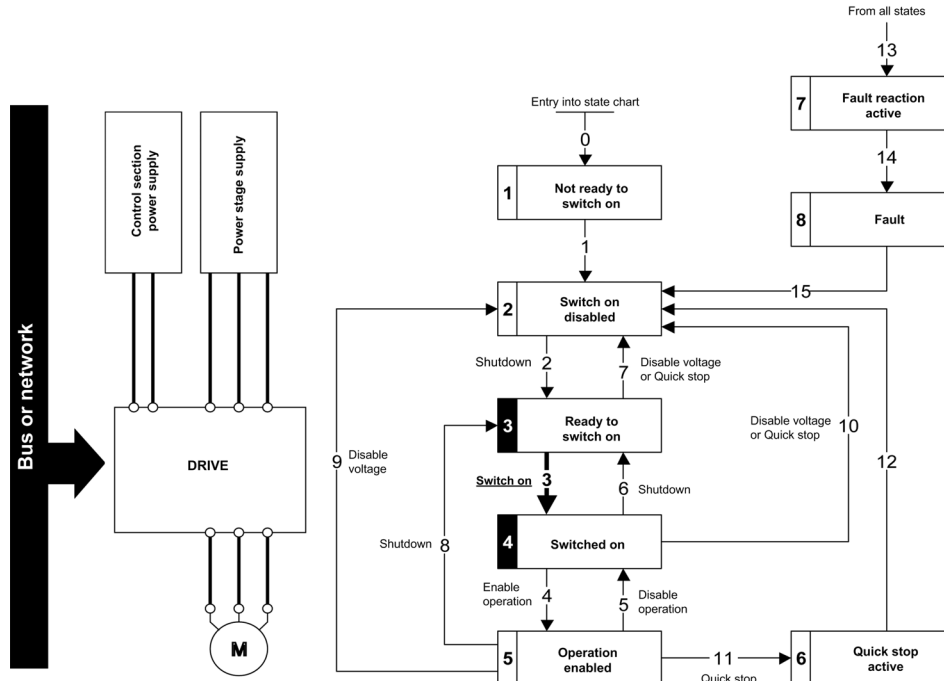 From all states
13
7
Fault reaction
active
14
8
Fault
15
Entry into state chart
0
1
Not ready to
switch on
1
2
Switch on
disabled
Shutdown
2
7
Disable voltage
or Quick stop
3
Ready to
switch on
Switch on
3
6
Shutdown
4
Switched on
Enable
operation
4
5
Disable
operation
5
Operation
enabled
11
Quick stop
6
Quick stop
active
Disable voltage
or Quick stop
10
12
9
Disable
voltage
Shutdown
8
Bus or network
Control section
power supply
Power stage supply
DRIVE
M